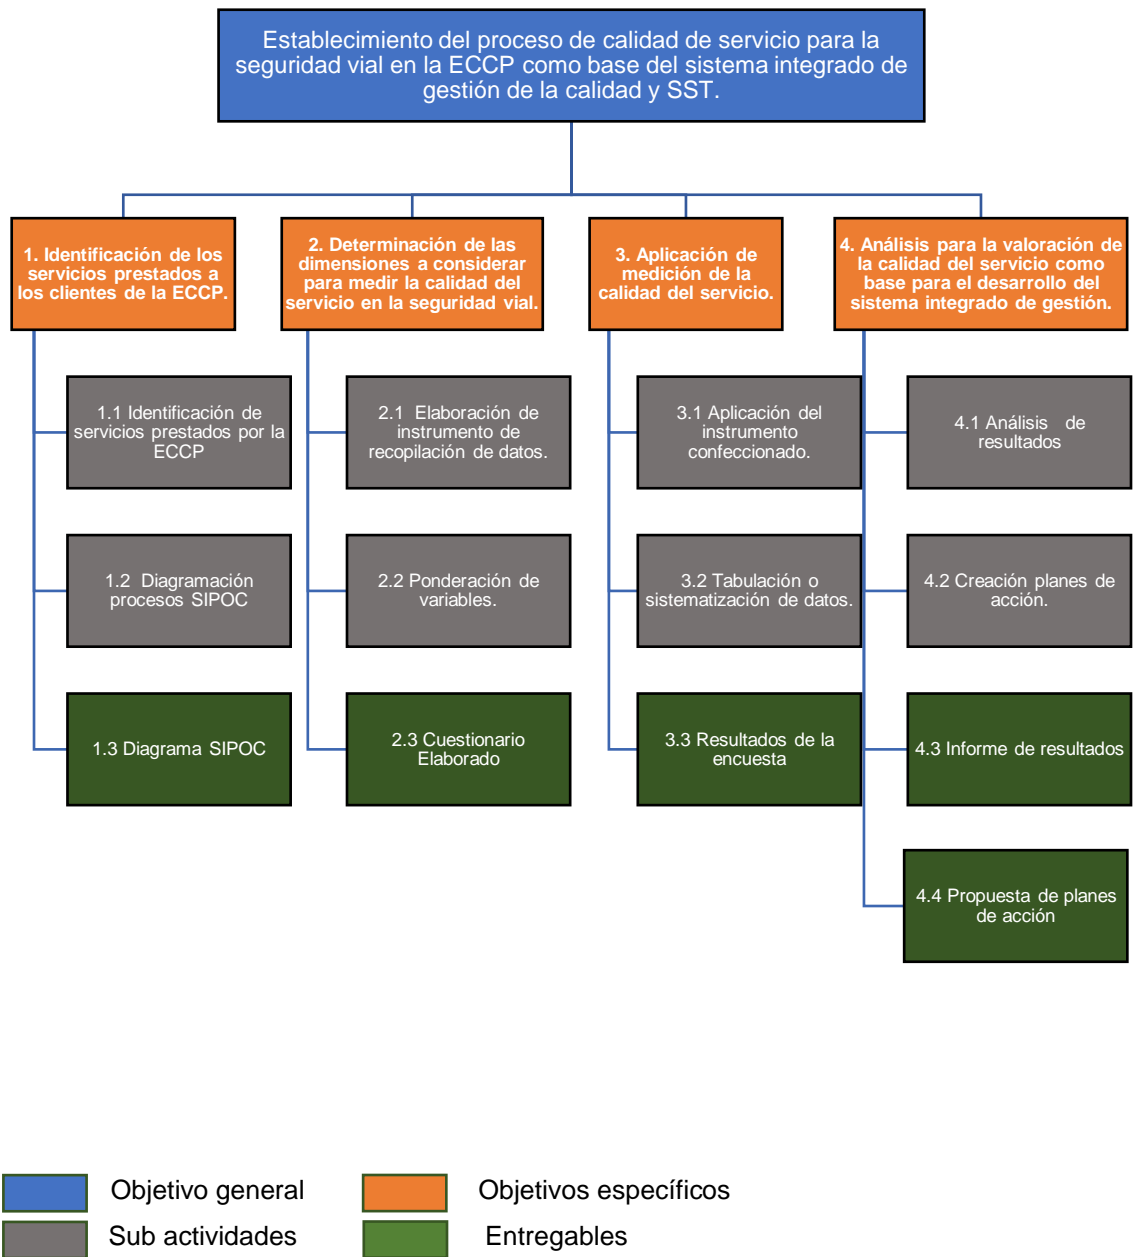 Establecimiento del proceso de calidad de servicio para la
seguridad vial en la ECCP como base del sistema integrado de
gestión de la calidad y SST.
1. Identificación de los
servicios prestados a
los clientes de la ECCP.
2. Determinación de las
dimensiones a considerar
para medir la calidad del
servicio en la seguridad vial.
3. Aplicación de
medición de la
calidad del servicio.
4. Análisis para la valoración de
la calidad del servicio como
base para el desarrollo del
sistema integrado de gestión.
1.1 Identificación de
servicios prestados por la
ECCP
2.1 Elaboración de
instrumento de
recopilación de datos.
3.1 Aplicación del
instrumento
confeccionado.
4.1 Análisis de
resultados
1.2 Diagramación
procesos SIPOC
2.2 Ponderación de
variables.
3.2 Tabulación o
sistematización de datos.
4.2 Creación planes de
acción.
1.3 Diagrama SIPOC
2.3 Cuestionario
Elaborado
3.3 Resultados de la
encuesta
4.3 Informe de resultados
4.4 Propuesta de planes
de acción
Objetivo general
Objetivos específicos
Sub actividades
Entregables